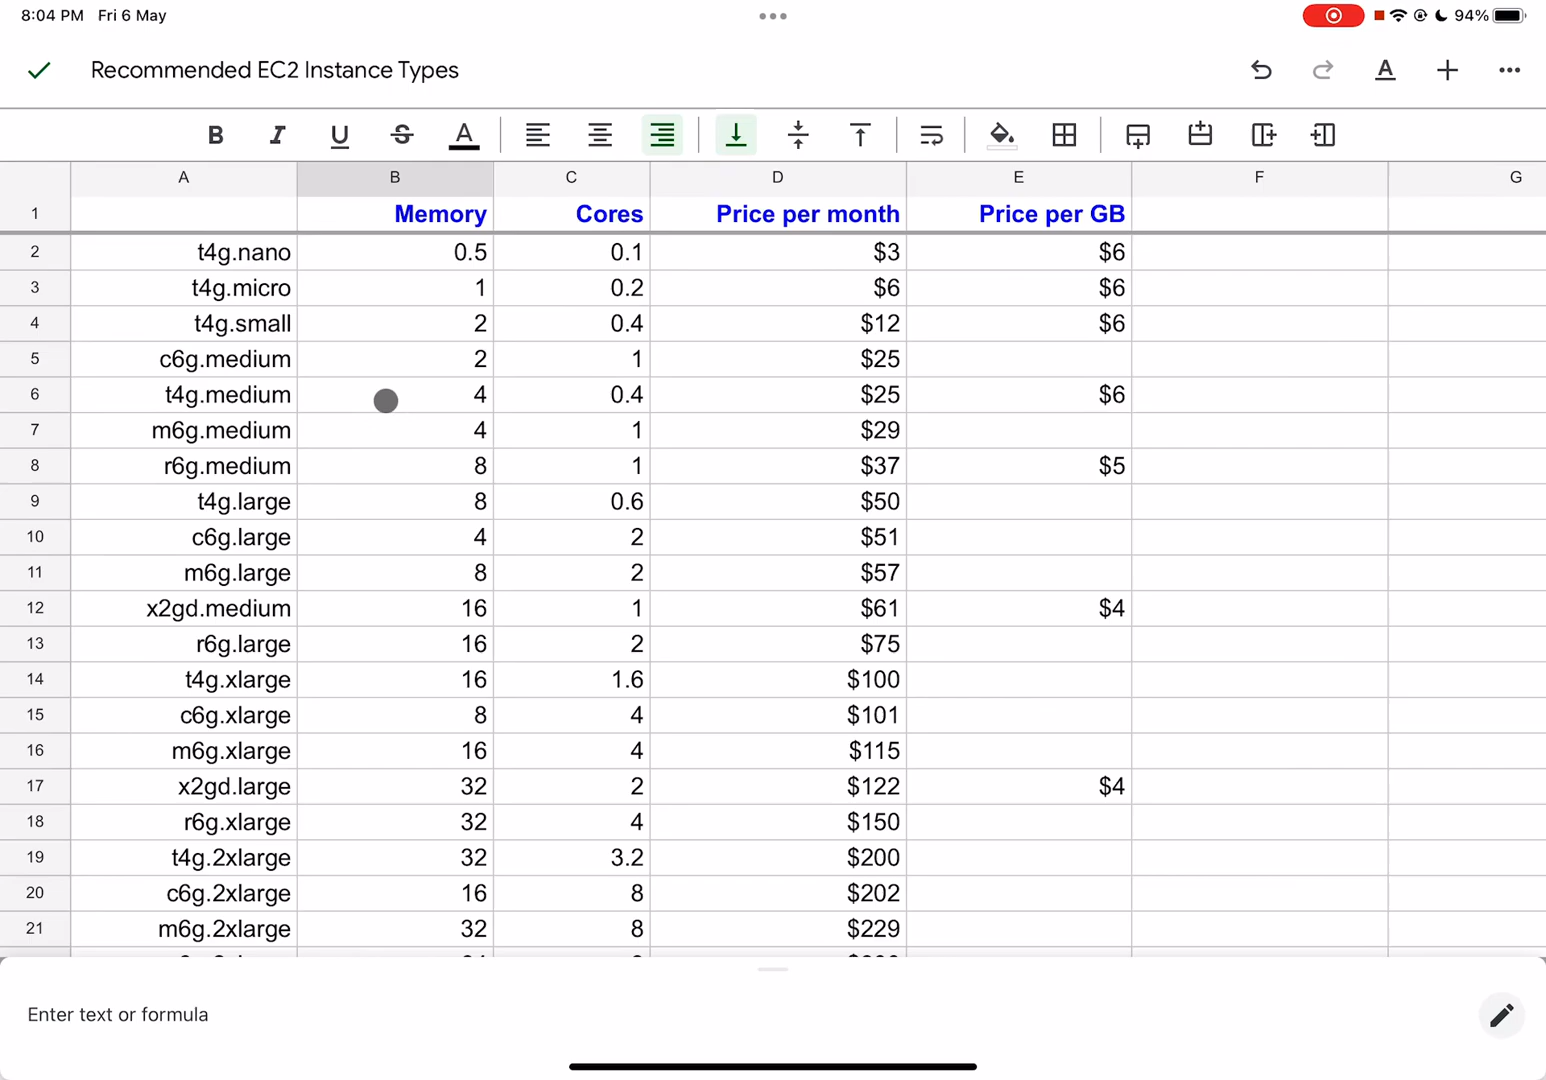 8:04 PM Fri 6 May 94%
Recommended EC2 Instance Types
B I U S A
A B C D E F G
1 Memory Cores Price per month Price per GB
2 t4g.nano 0.5 0.1 $3 $6
3 t4g.micro 1 0.2 $6 $6
4 t4g.small 2 0.4 $12 $6
5 c6g.medium 2 1 $25
6 t4g.medium 4 0.4 $25 $6
7 m6g.medium 4 1 $29
8 r6g.medium 8 1 $37 $5
9 t4g.large 8 0.6 $50
10 c6g.large 4 2 $51
11 m6g.large 8 2 $57
12 x2gd.medium 16 1 $61 $4
13 r6g.large 16 2 $75
14 t4g.xlarge 16 1.6 $100
15 c6g.xlarge 8 4 $101
16 m6g.xlarge 16 4 $115
17 x2gd.large 32 2 $122 $4
18 r6g.xlarge 32 4 $150
19 t4g.2xlarge 32 3.2 $200
20 c6g.2xlarge 16 8 $202
21 m6g.2xlarge 32 8 $229
Enter text or formula